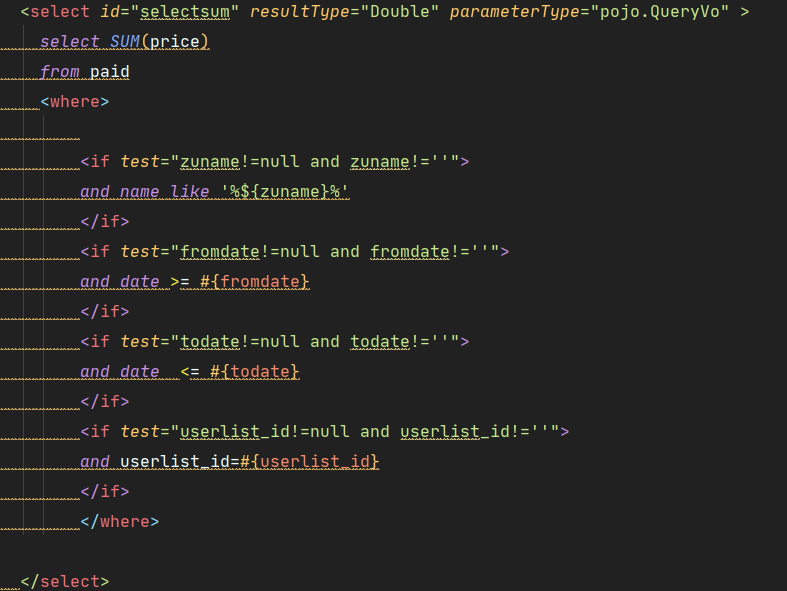 <select id="selectsum" resultType="Double" parameterType="pojo.QueryVo" >
select SUM(price)
from paid
<where>
<if test="zuname!=null and zuname!=''">
and name like '%${zuname}%'
</if>
<if test="fromdate!=null and fromdate!=''">
and date >= #{fromdate}
</if>
<if test="todate!=null and todate!=''">
and date  <= #{todate}
</if>
<if test="userlist_id!=null and userlist_id!=''">
and userlist_id=#{userlist_id}
</if>
</where>
</select>